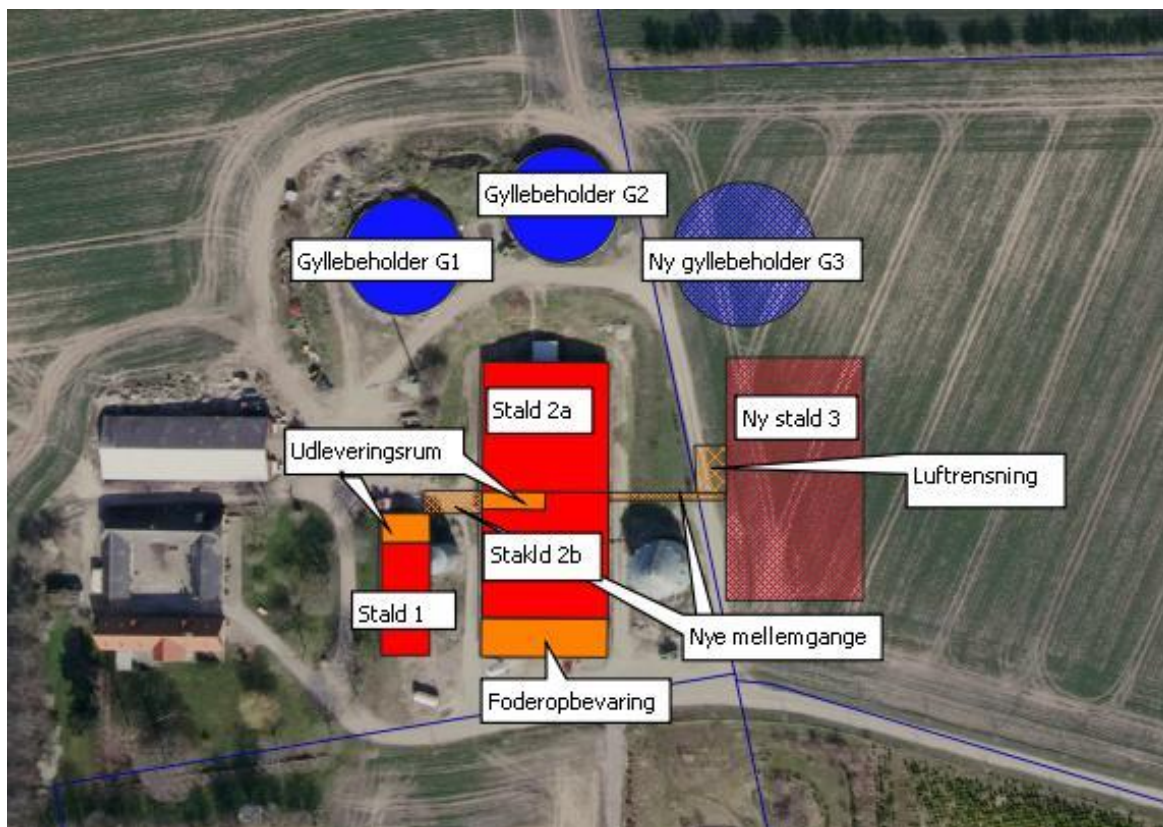 Gyllebeholder G2
Gyllebeholder G1
Ny gyllebeholder G3
Stald 2a
Ny stald 3
Udleveringsrum
Luftrensning
Stakld 2b
Stald 1
Nye mellemgange
Foderopbevaring